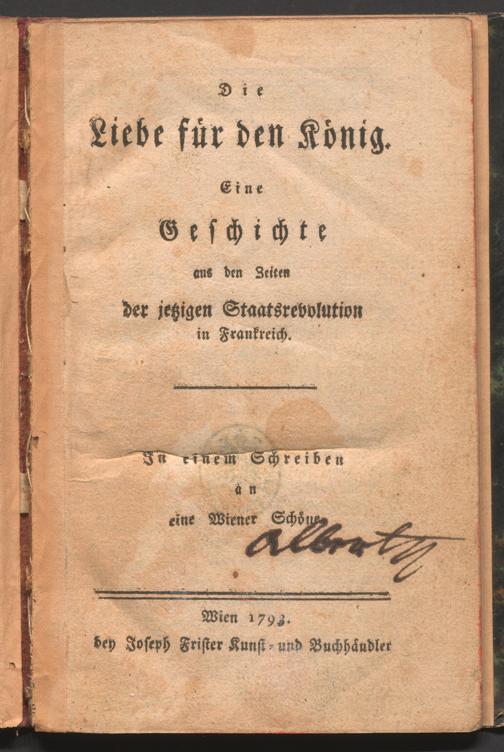 Die
Liebe für den König.
Eine
Geschichte
aus den Zeiten
der jetzigen Staatsrevolution
in Frankreich.
In einem Schreiben
an
eine Wiener Schöne
Wien 1793.
bey Joseph Frister Kunst- und Buchhändler